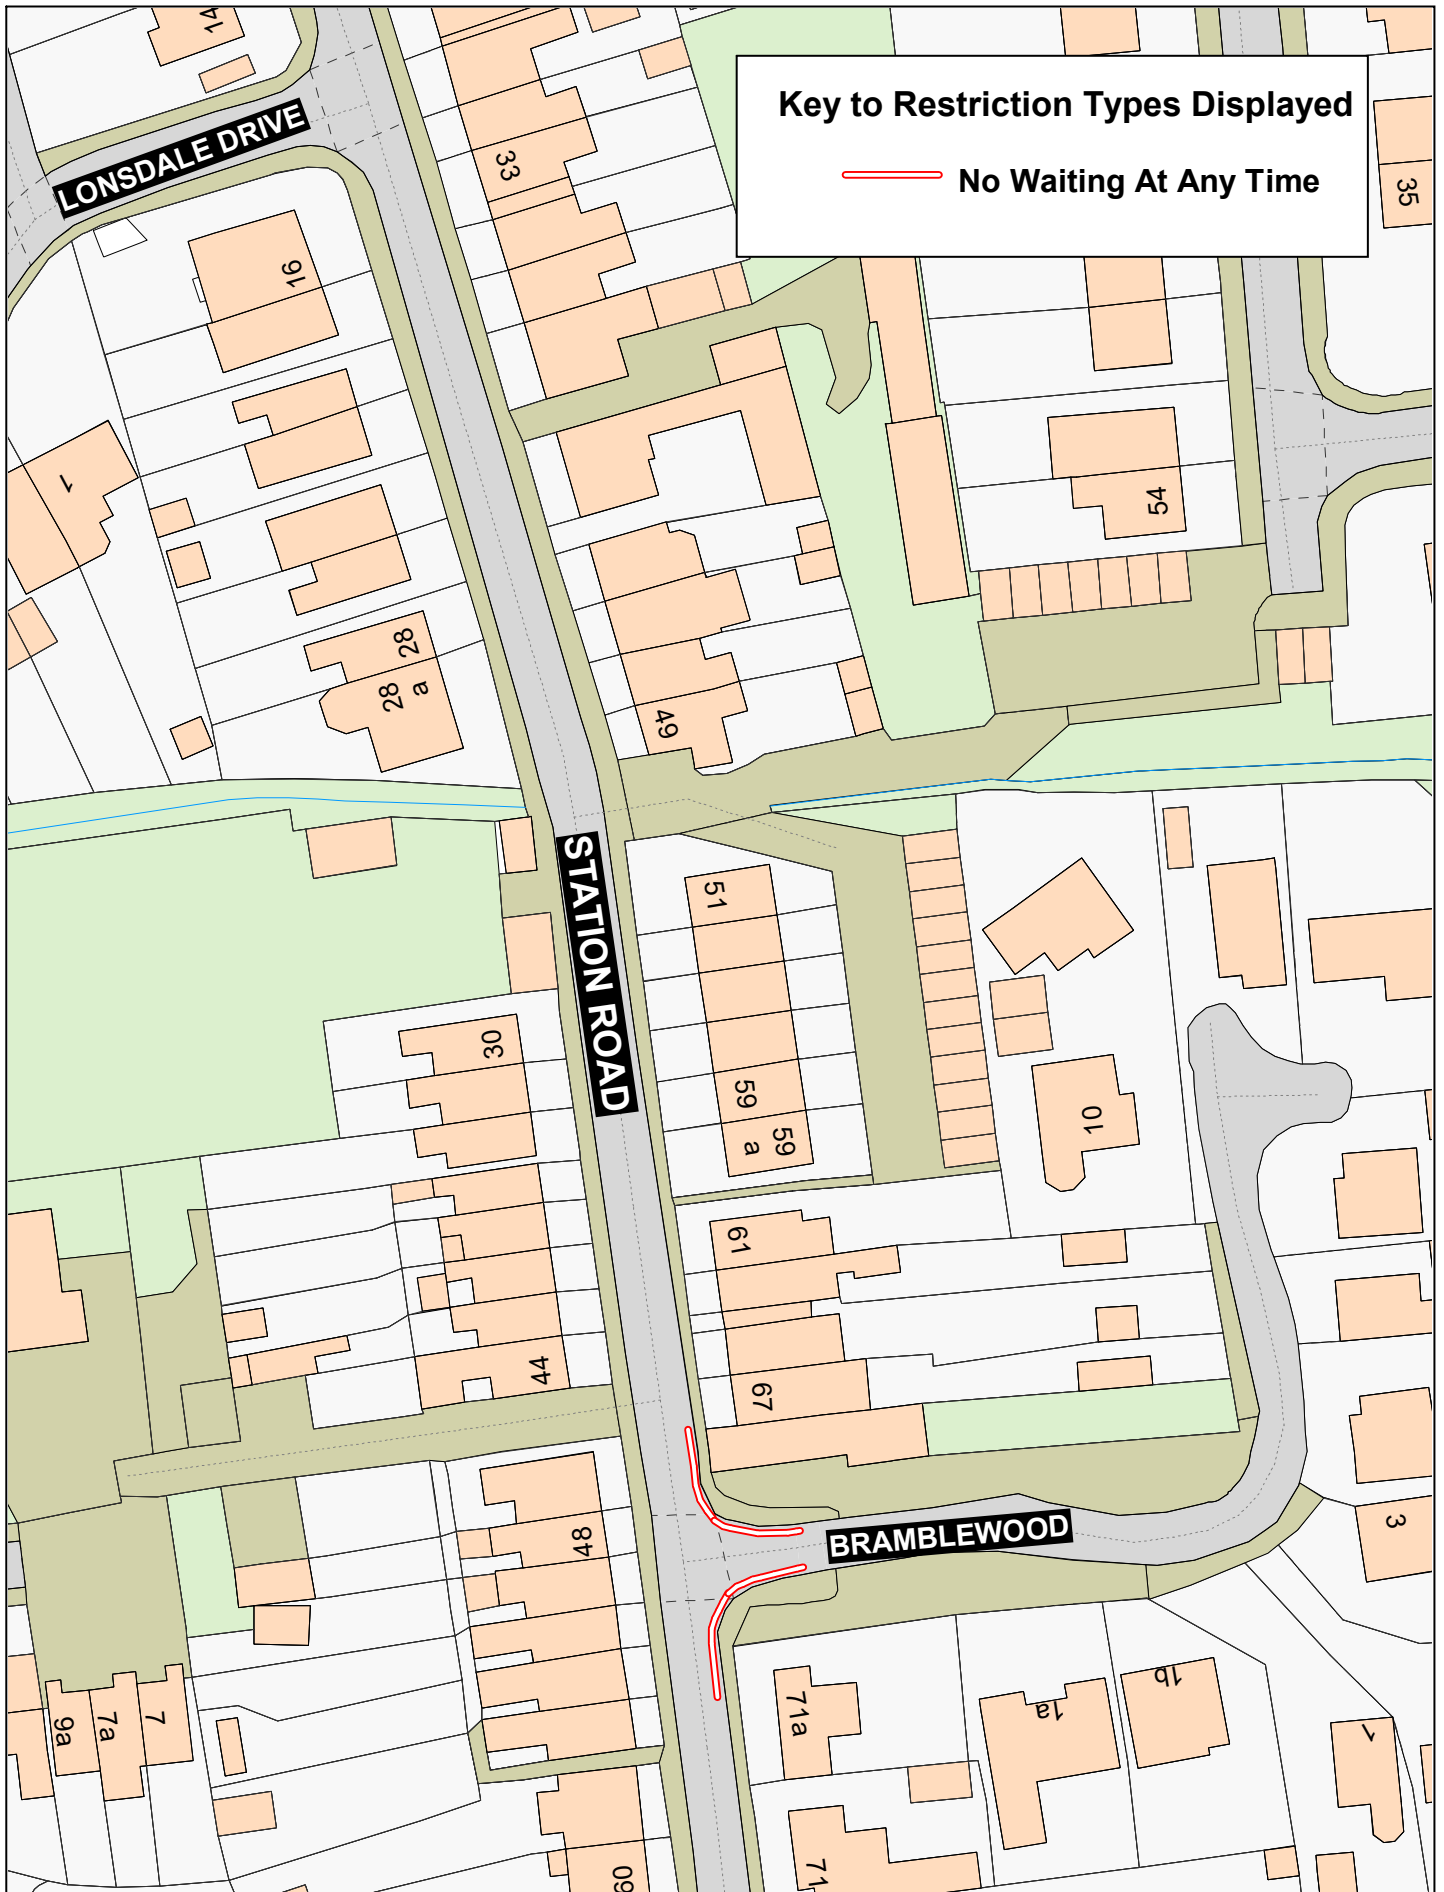 14
Key to Restriction Types Displayed
No Waiting At Any Time
LONSDALE DRIVE
33
35
16
1
54
28
28
a
49
STATION ROAD
51
30
59
59
a
10
61
44
67
48
BRAMBLEWOOD
3
9a
7a
7
71a
1a
1b
1
71
60